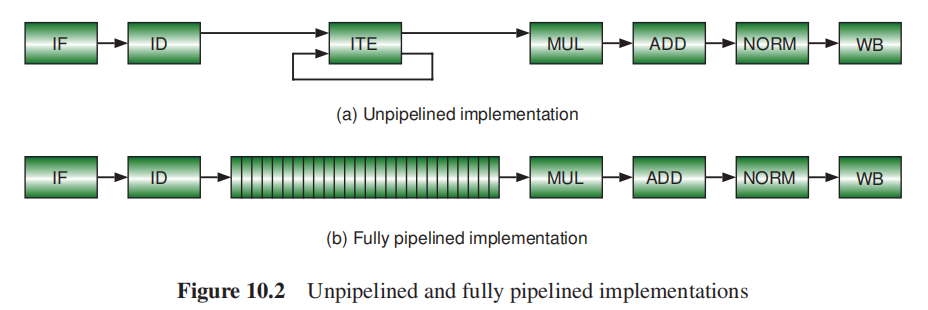 IF ID ITE MUL ADD NORM WB
(a) Unpipelined implementation
IF ID MUL ADD NORM WB
(b) Fully pipelined implementation
Figure 10.2 Unpipelined and fully pipelined implementations